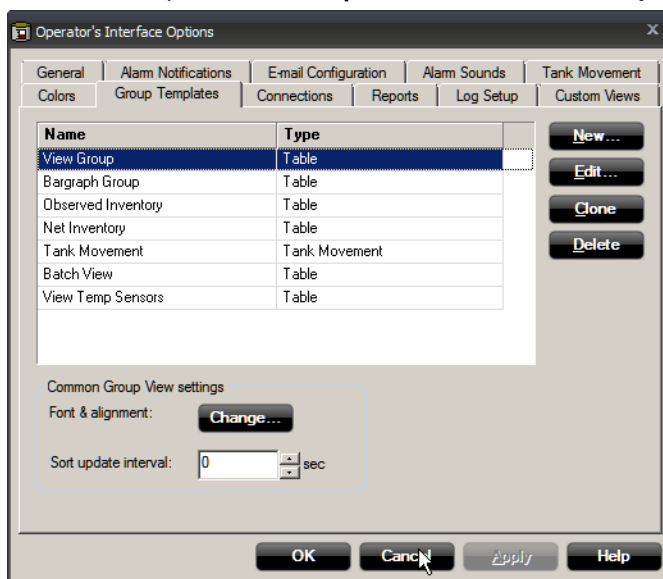 Operator's Interface Options x
General Alarm Notifications E-mail Configuration Alarm Sounds Tank Movement
Colors Group Templates Connections Reports Log Setup Custom Views
Name Type
View Group Table
Bargraph Group Table
Observed Inventory Table
Net Inventory Table
Tank Movement Tank Movement
Batch View Table
View Temp Sensors Table
New...
Edit...
Clone
Delete
Common Group View settings
Font & alignment: Change...
Sort update interval: 0 sec
OK Cancel Apply Help